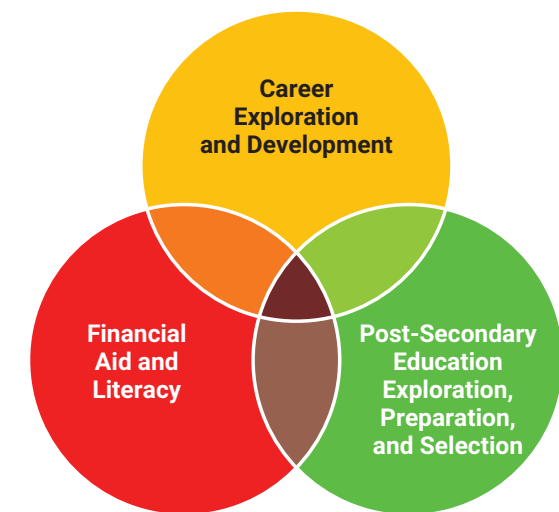 Career
Exploration
and Development
Financial
Aid and
Literacy
Post-Secondary
Education
Exploration,
Preparation,
and Selection